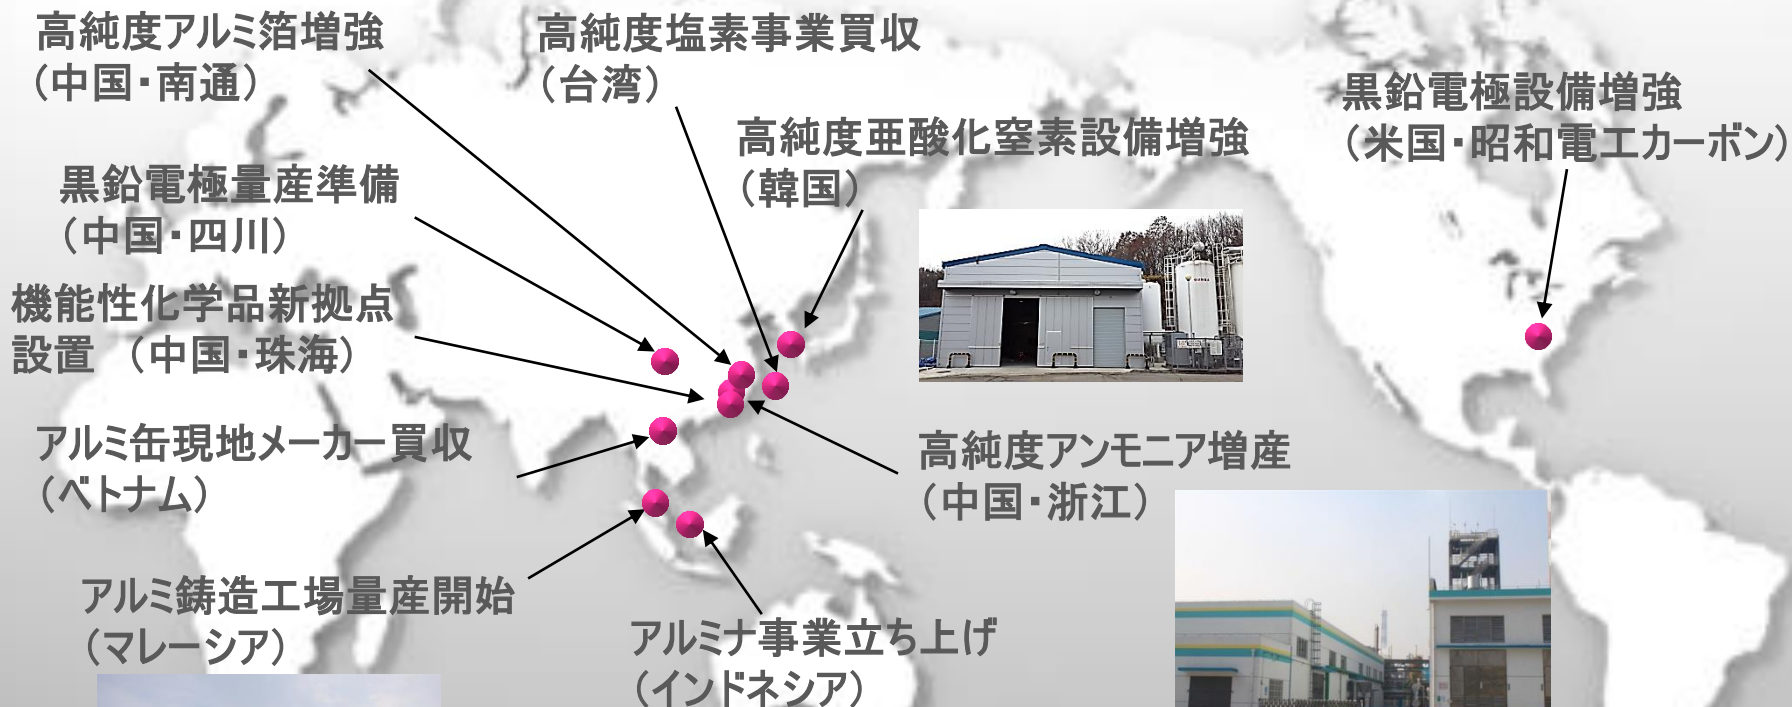 高純度アルミ箔増強
（中国・南通）
高純度塩素事業買収
（台湾）
黒鉛電極設備増強
（米国・昭和電工カーボン）
高純度亜酸化窒素設備増強
（韓国）
黒鉛電極量産準備
（中国・四川）
機能性化学品新拠点
設置　（中国・珠海）
アルミ缶現地メーカー買収
（ベトナム）
高純度アンモニア増産
（中国・浙江）
アルミ鋳造工場量産開始
（マレーシア）
アルミナ事業立ち上げ
（インドネシア）